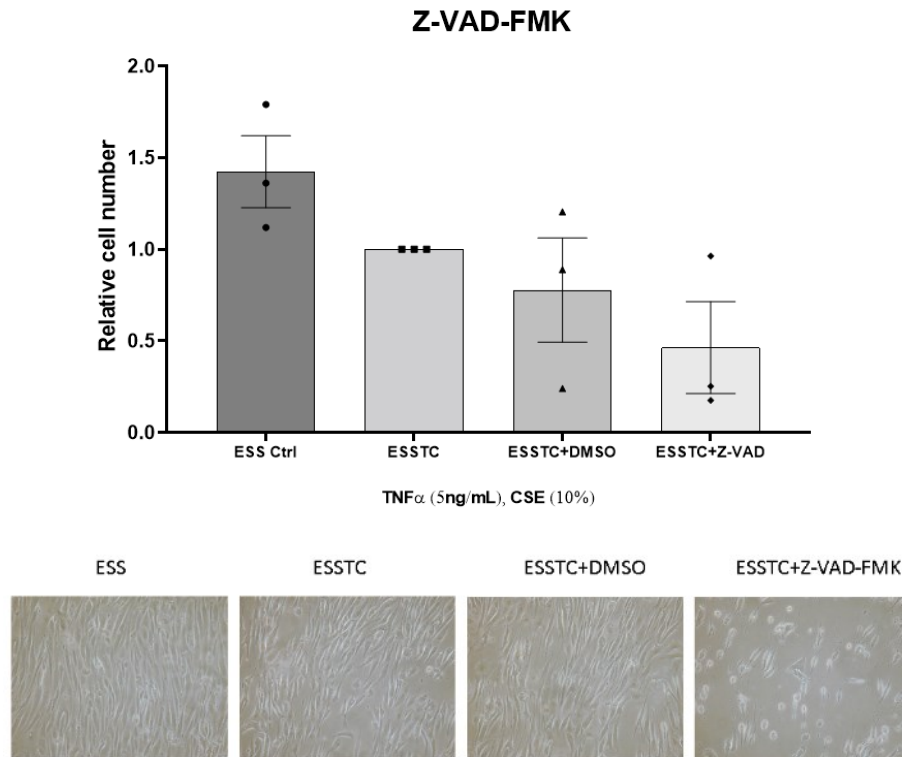 Z-VAD-FMK
Relative cell number
2.0
1.5
1.0
0.5
0.0
ESS Ctrl ESSTC ESSTC+DMSO ESSTC+Z-VAD
TNFα (5ng/mL), CSE (10%)
ESS ESSTC ESSTC+DMSO ESSTC+Z-VAD-FMK